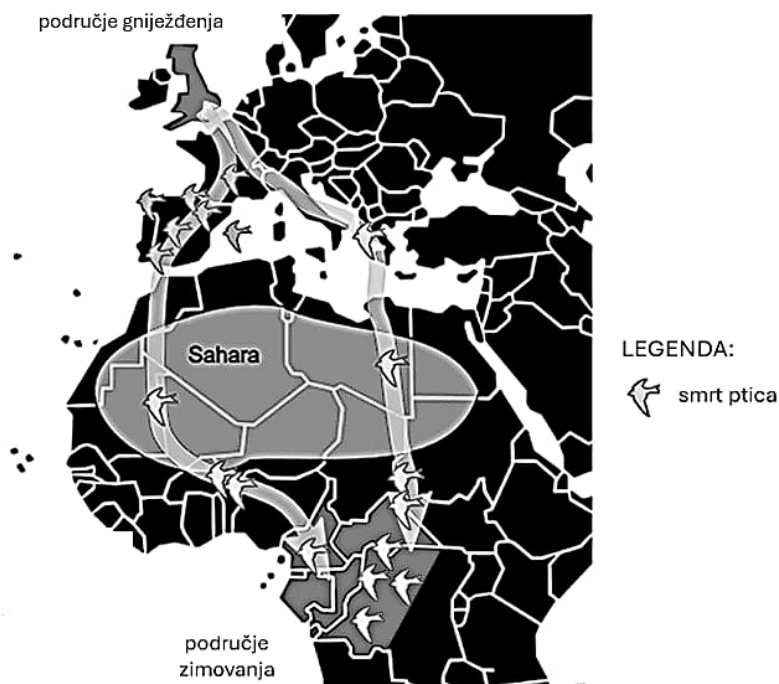 područje gniježđenja
Sahara
LEGENDA:
smrt ptica
područje
zimovanja